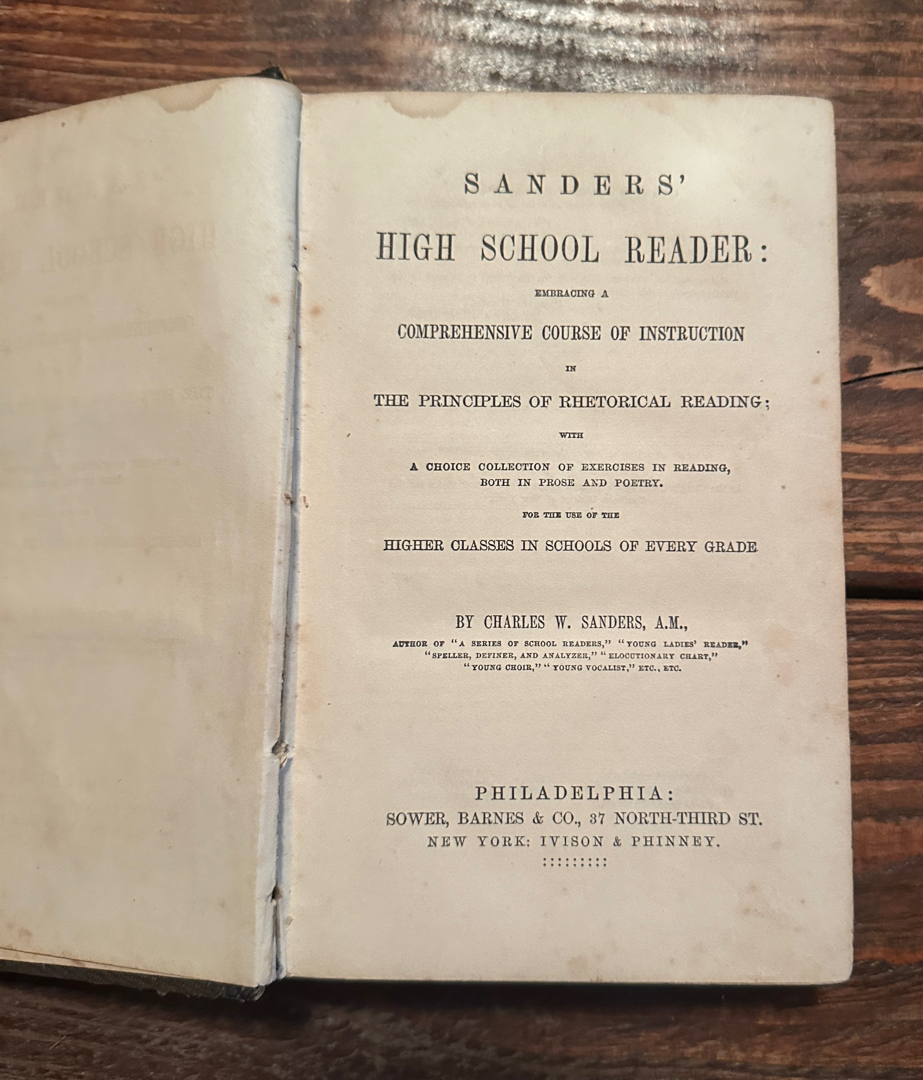 SANDERS'
HIGH SCHOOL READER:
EMBRACING A
COMPREHENSIVE COURSE OF INSTRUCTION
IN
THE PRINCIPLES OF RHETORICAL READING;
WITH
A CHOICE COLLECTION OF EXERCISES IN READING,
BOTH IN PROSE AND POETRY.
FOR THE USE OF THE
HIGHER CLASSES IN SCHOOLS OF EVERY GRADE
BY CHARLES W. SANDERS, A.M.,
AUTHOR OF "A SERIES OF SCHOOL READERS," "YOUNG LADIES' READER,"
"SPELLER, DEFINER, AND ANALYZER," "ELOCUTIONARY CHART,"
"YOUNG CHOIR," "YOUNG VOCALIST," ETC., ETC.
PHILADELPHIA:
SOWER, BARNES & CO., 37 NORTH-THIRD ST.
NEW YORK: IVISON & PHINNEY.